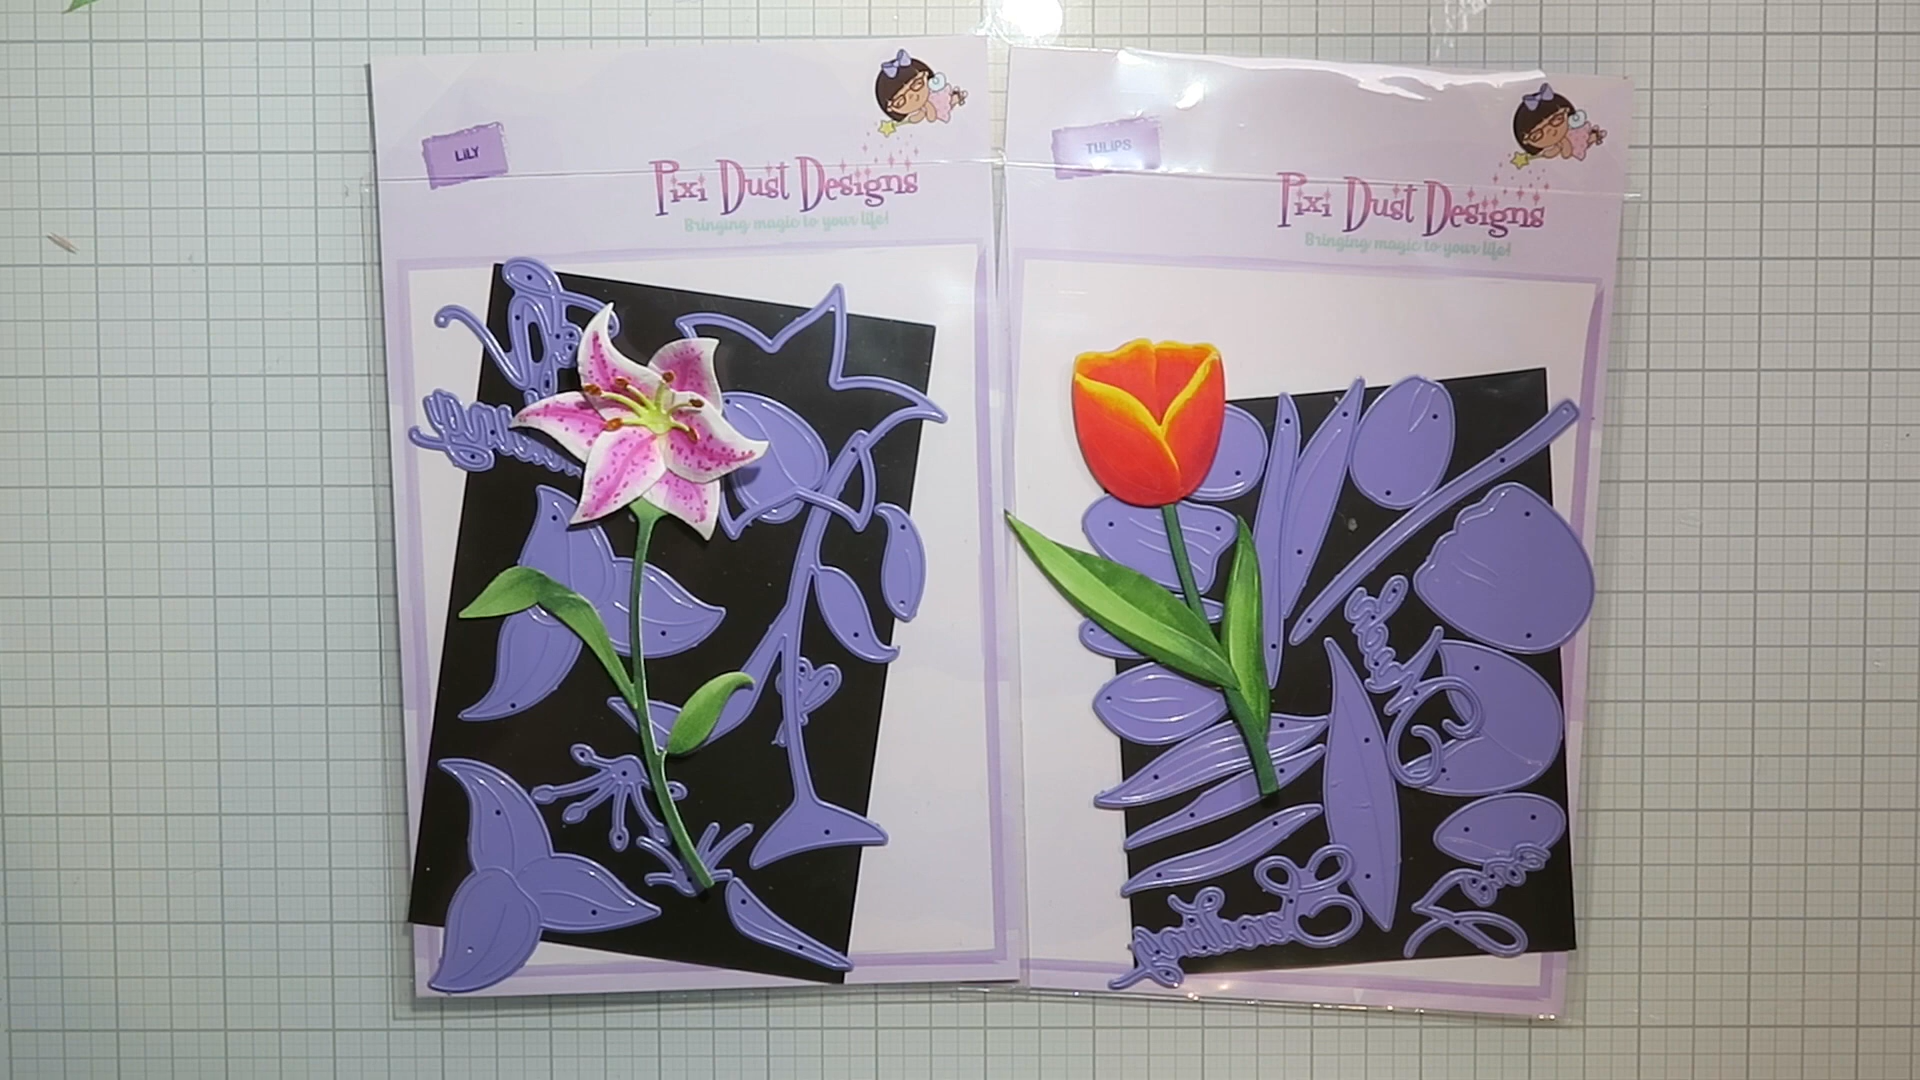 LiLY
Pixi Dust Designs
Bringing magic to your life!
TULiPS
Pixi Dust Designs
Bringing magic to your life!